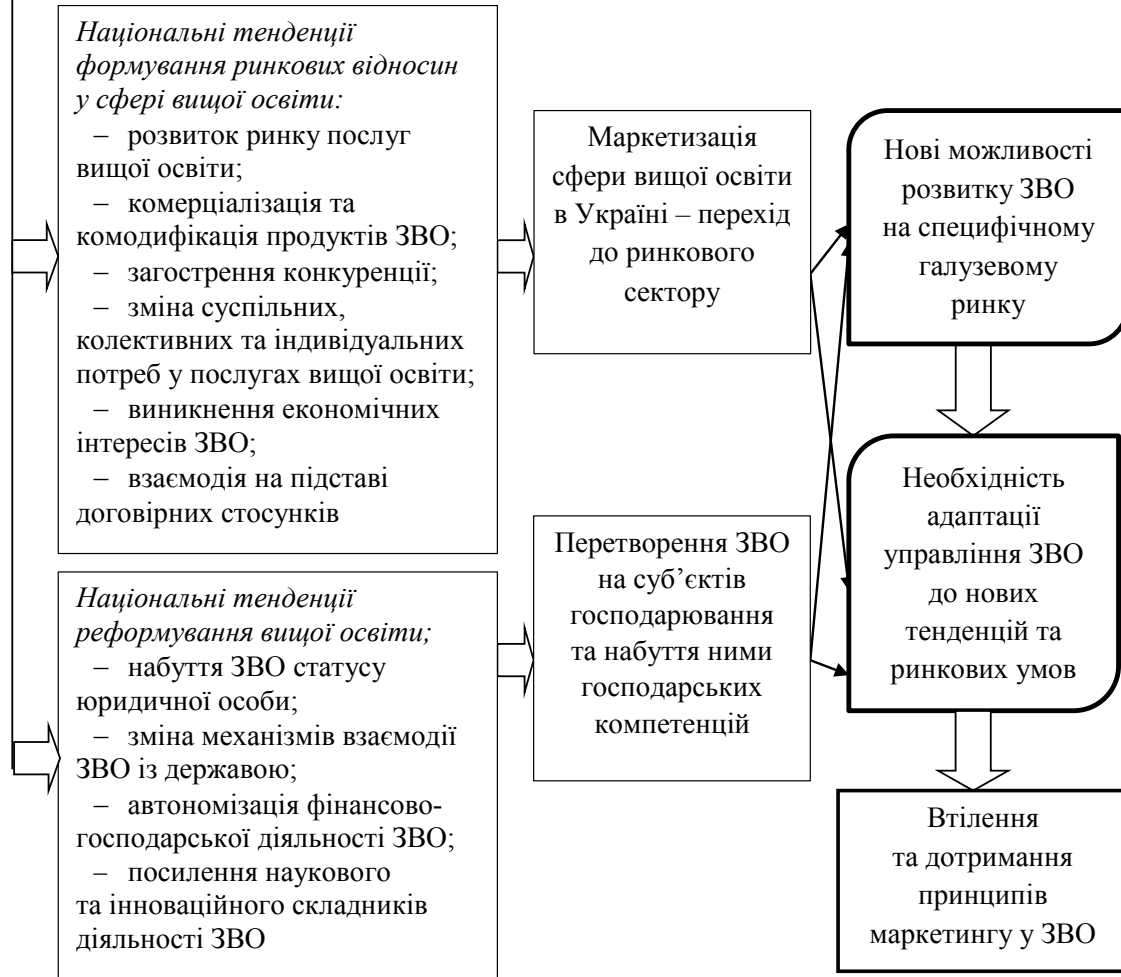 Національні тенденції
формування ринкових відносин
у сфері вищої освіти:
– розвиток ринку послуг
вищої освіти;
– комерціалізація та
комодифікація продуктів ЗВО;
– загострення конкуренції;
– зміна суспільних,
колективних та індивідуальних
потреб у послугах вищої освіти;
– виникнення економічних
інтересів ЗВО;
– взаємодія на підставі
договірних стосунків
Національні тенденції
реформування вищої освіти;
– набуття ЗВО статусу
юридичної особи;
– зміна механізмів взаємодії
ЗВО із державою;
– автономізація фінансово-
господарської діяльності ЗВО;
– посилення наукового
та інноваційного складників
діяльності ЗВО
Маркетизація
сфери вищої освіти
в Україні – перехід
до ринкового
сектору
Перетворення ЗВО
на суб’єктів
господарювання
та набуття ними
господарських
компетенцій
Нові можливості
розвитку ЗВО
на специфічному
галузевому
ринку
Необхідність
адаптації
управління ЗВО
до нових
тенденцій та
ринкових умов
Втілення
та дотримання
принципів
маркетингу у ЗВО